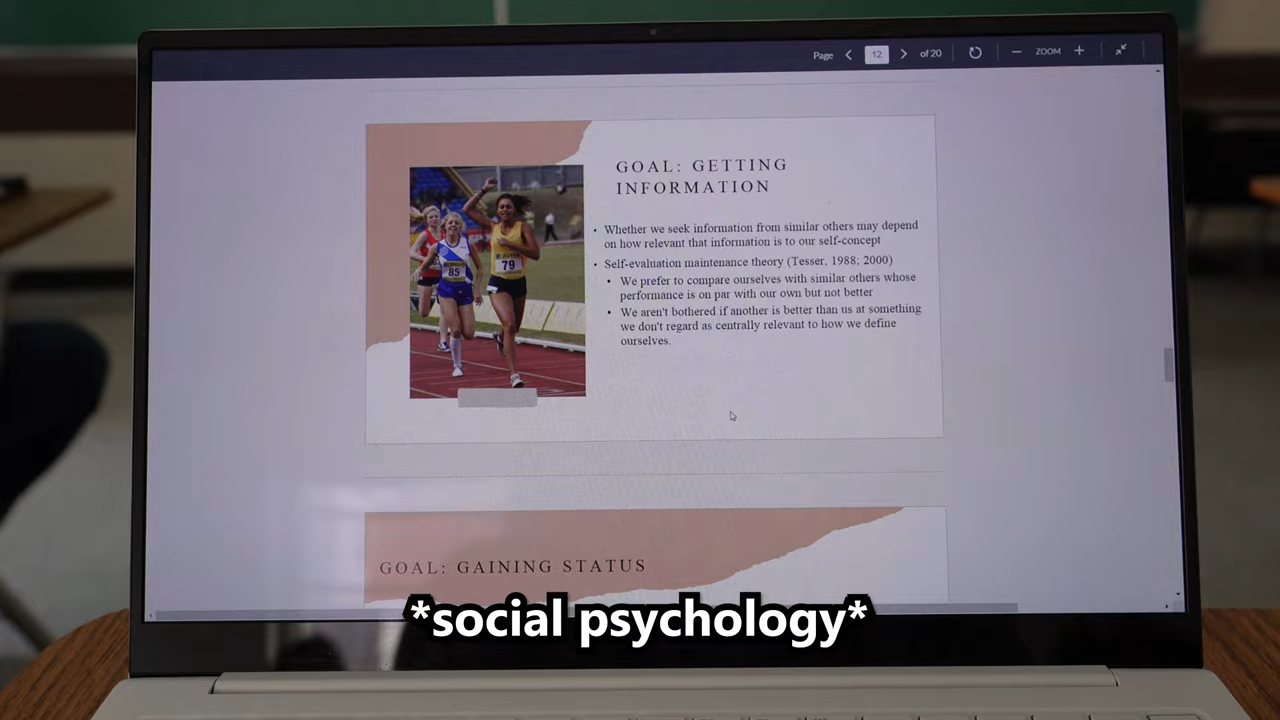 Page 12 of 20 ZOOM
GOAL: GETTING
INFORMATION
• Whether we seek information from similar others may depend
on how relevant that information is to our self-concept
• Self-evaluation maintenance theory (Tesser, 1988; 2000)
• We prefer to compare ourselves with similar others whose
performance is on par with our own but not better
• We aren't bothered if another is better than us at something
we don't regard as centrally relevant to how we define
ourselves.
85
79
GOAL: GAINING STATUS
*social psychology*